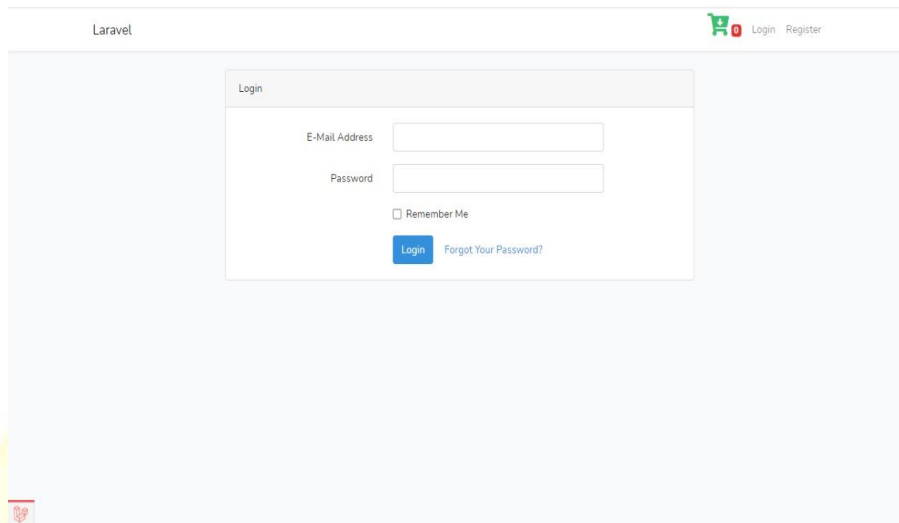 Laravel
0 Login Register
Login
E-Mail Address
Password
Remember Me
Login Forgot Your Password?